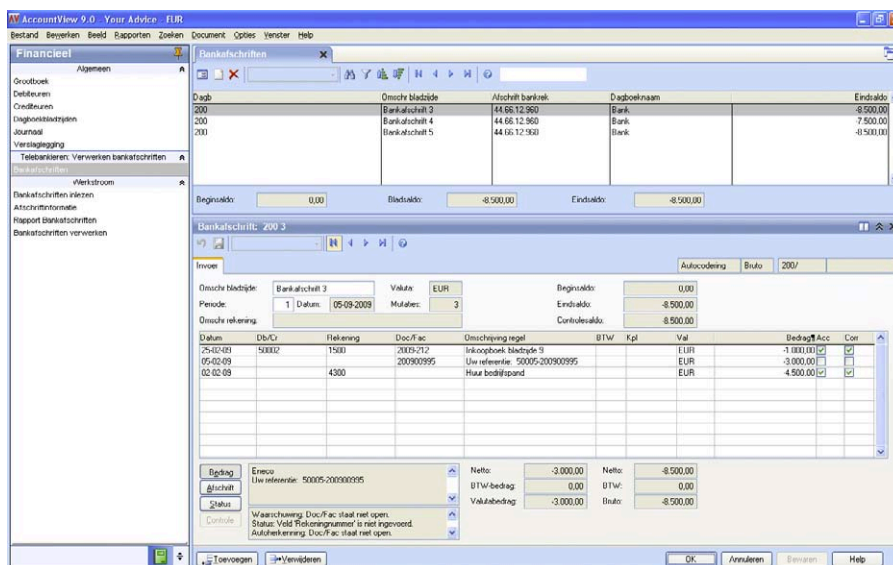 AccountView 9.0 - Your Advice - EUR
Bestand Bewerken Beeld Rapporten Zoeken Document Opties Venster Help
Financieel
Algemeen
Grootboek
Debiteuren
Crediteuren
Dagboekbladzijden
Journaal
Verslaglegging
Telebankieren: Verwerken bankafschriften
Bankafschriften
Werkstroom
Bankafschriften inlezen
Afschriftinformatie
Rapport Bankafschriften
Bankafschriften verwerken
Bankafschriften
Dagb Omschr bladzijde Afschrift bankrek Dagboeknaam Eindsaldo
200 Bankafschrift 3 44.66.12.960 Bank -8.500,00
200 Bankafschrift 4 44.66.12.960 Bank -7.500,00
200 Bankafschrift 5 44.66.12.960 Bank -8.500,00
Beginsaldo: 0,00 Bladsaldo: -8.500,00 Eindsaldo: -8.500,00
Bankafschrift: 200 3
Invoer Autocodering Bruto 200/
Omschr bladzijde: Bankafschrift 3 Valuta: EUR Beginsaldo: 0,00
Periode: 1 Datum: 05-09-2009 Mutaties: 3 Eindsaldo: -8.500,00
Omschr rekening: Controlesaldo: -8.500,00
Datum Db/Cr Rekening Doc/Fac Omschrijving regel BTW Kpl Val Bedrag¶ Acc Corr
25-02-09 50002 1500 2009-212 Inkoopboek bladzijde 9 EUR -1.000,00
05-02-09 200900995 Uw referentie: 50005-200900995 EUR -3.000,00
02-02-09 4300 Huur bedrijfspand EUR -4.500,00
Bedrag
Afschrift
Status
Controle
Eneco
Uw referentie: 50005-200900995
Waarschuwing: Doc/Fac staat niet open.
Status: Veld 'Rekeningnummer' is niet ingevoerd.
Autoherkenning: Doc/Fac staat niet open.
Netto: -3.000,00 Netto: -8.500,00
BTW-bedrag: 0,00 BTW: 0,00
Valutabedrag: -3.000,00 Bruto: -8.500,00
Toevoegen Verwijderen OK Annuleren Bewaren Help